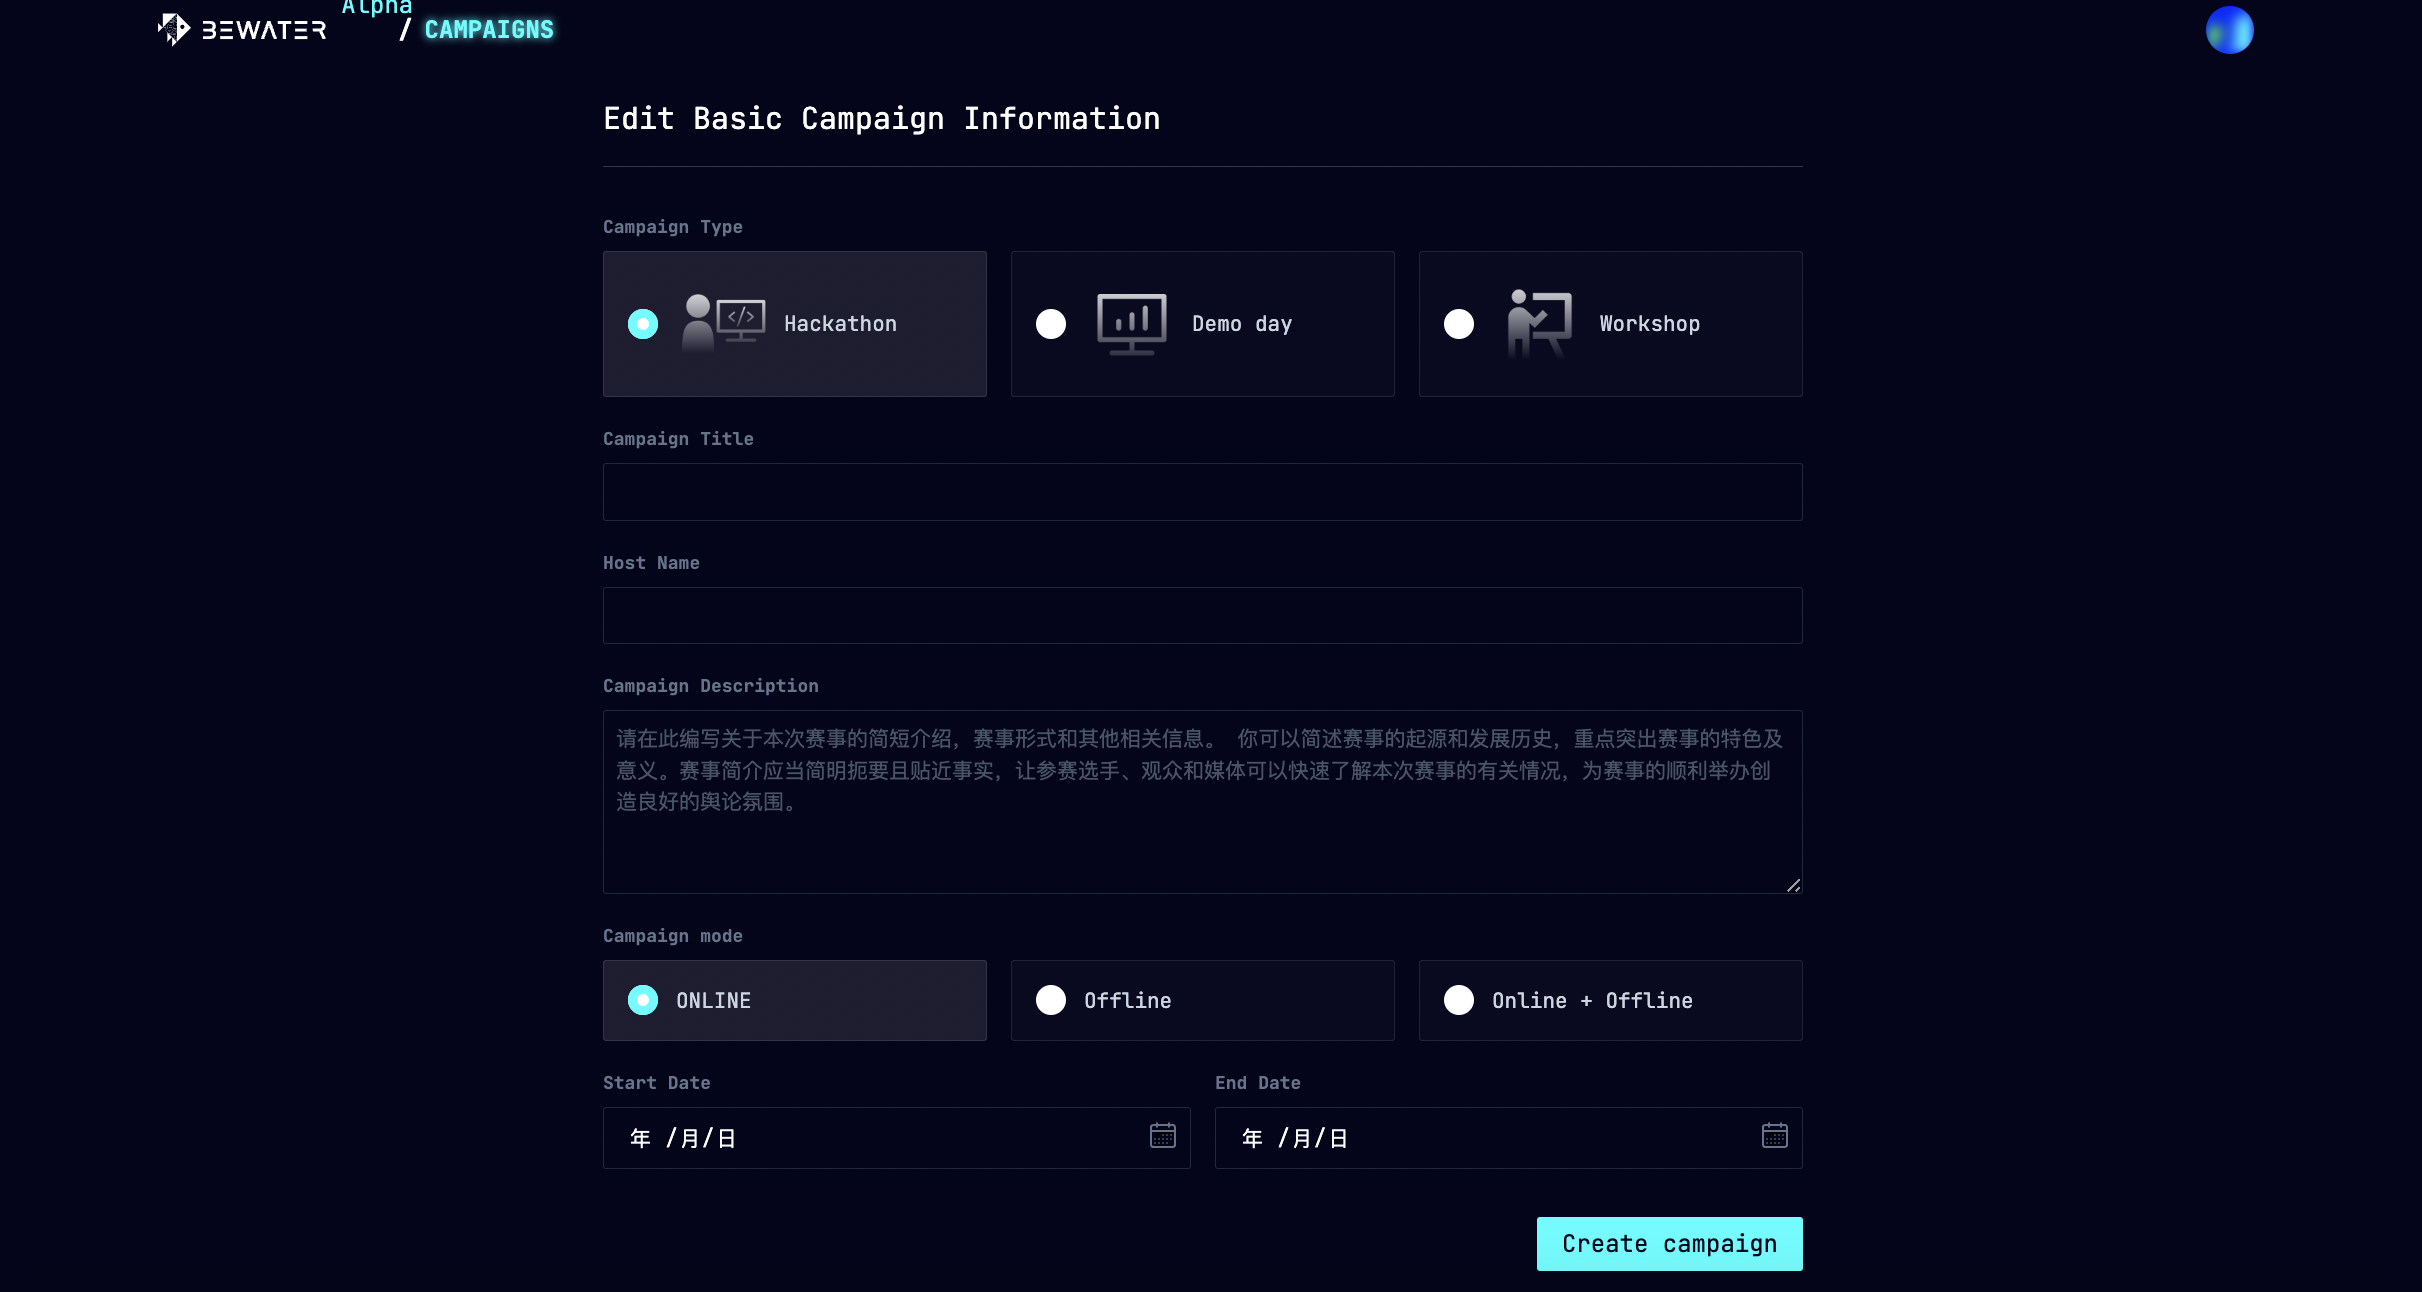 Alpha
BEWATER / CAMPAIGNS
Edit Basic Campaign Information
Campaign Type
</> Hackathon
Demo day
Workshop
Campaign Title
Host Name
Campaign Description
请在此编写关于本次赛事的简短介绍，赛事形式和其他相关信息。 你可以简述赛事的起源和发展历史，重点突出赛事的特色及
意义。赛事简介应当简明扼要且贴近事实，让参赛选手、观众和媒体可以快速了解本次赛事的有关情况，为赛事的顺利举办创
造良好的舆论氛围。
Campaign mode
ONLINE
Offline
Online + Offline
Start Date
End Date
年 /月/日
年 /月/日
Create campaign